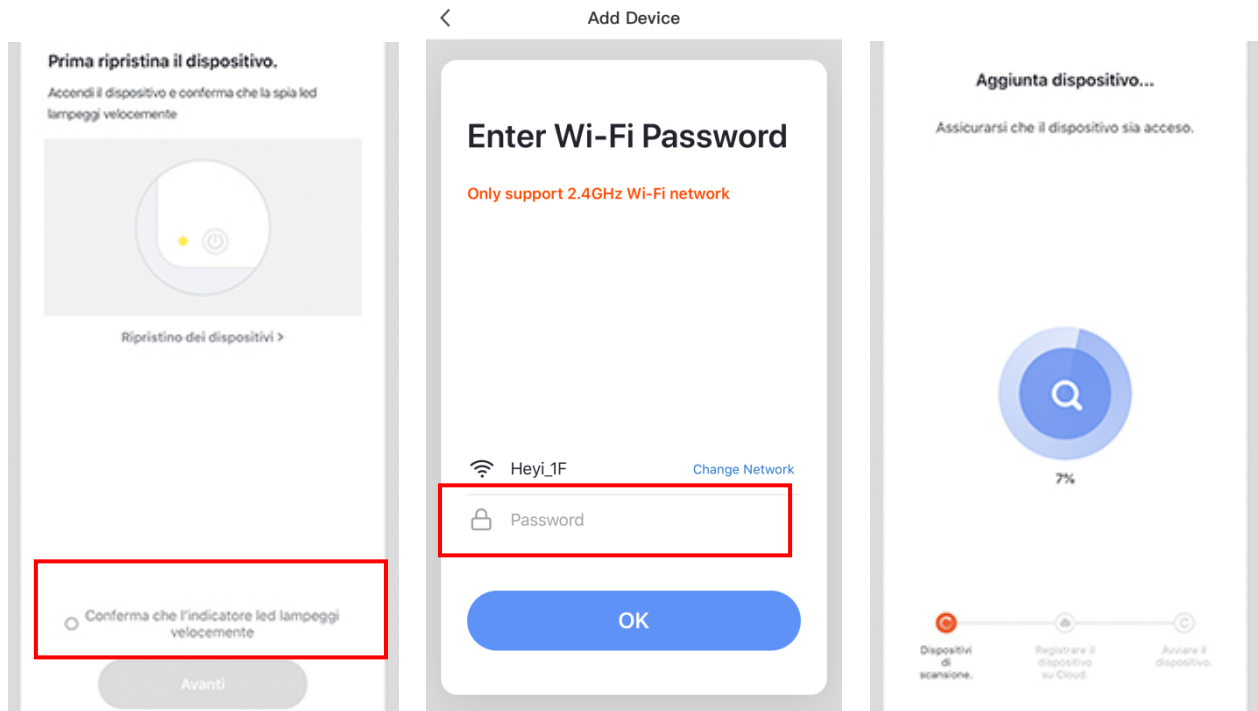 Prima ripristina il dispositivo.
Accendi il dispositivo e conferma che la spia led
lampeggi velocemente
Ripristino dei dispositivi >
Conferma che l'indicatore led lampeggi
velocemente
Avanti
Add Device
Enter Wi-Fi Password
Only support 2.4GHz Wi-Fi network
Heyi_1F
Change Network
Password
OK
Aggiunta dispositivo...
Assicurarsi che il dispositivo sia acceso.
7%
Dispositivi
di
scansione.
Registrare il
dispositivo
su Cloud.
Avviare il
dispositivo.